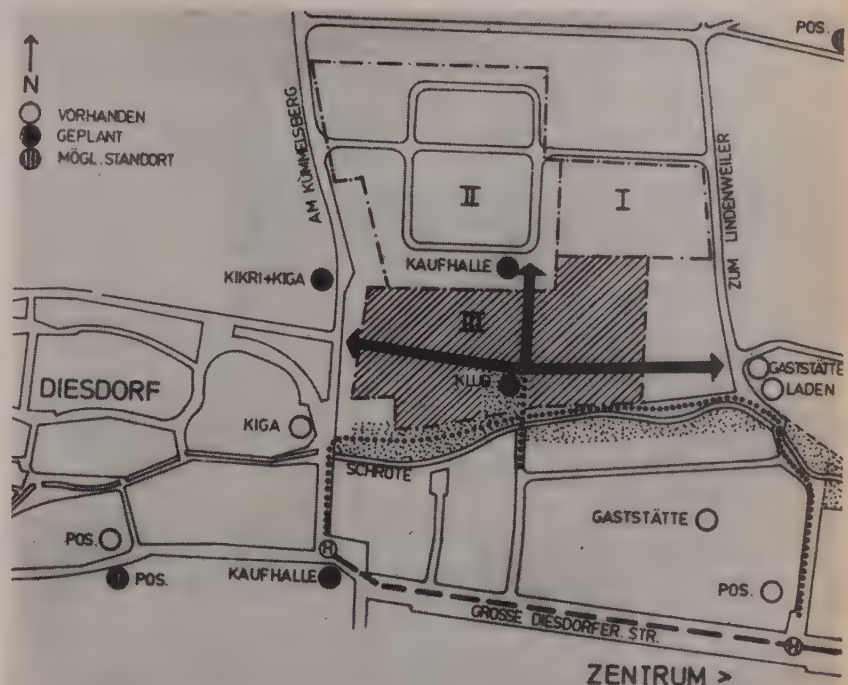 POS.
N
VORHANDEN
GEPLANT
MÖGL. STANDORT
AM KÜMMELSBERG
ZUM LINDENWEILER
II
I
KAUFHALLE
KIKRI+KIGA
III
DIESDORF
KLUB
GASTSTÄTTE
LADEN
KIGA
SCHROTE
GASTSTÄTTE
POS.
H
POS.
KAUFHALLE
POS.
GROSSE DIESDORFER STR.
H
ZENTRUM >